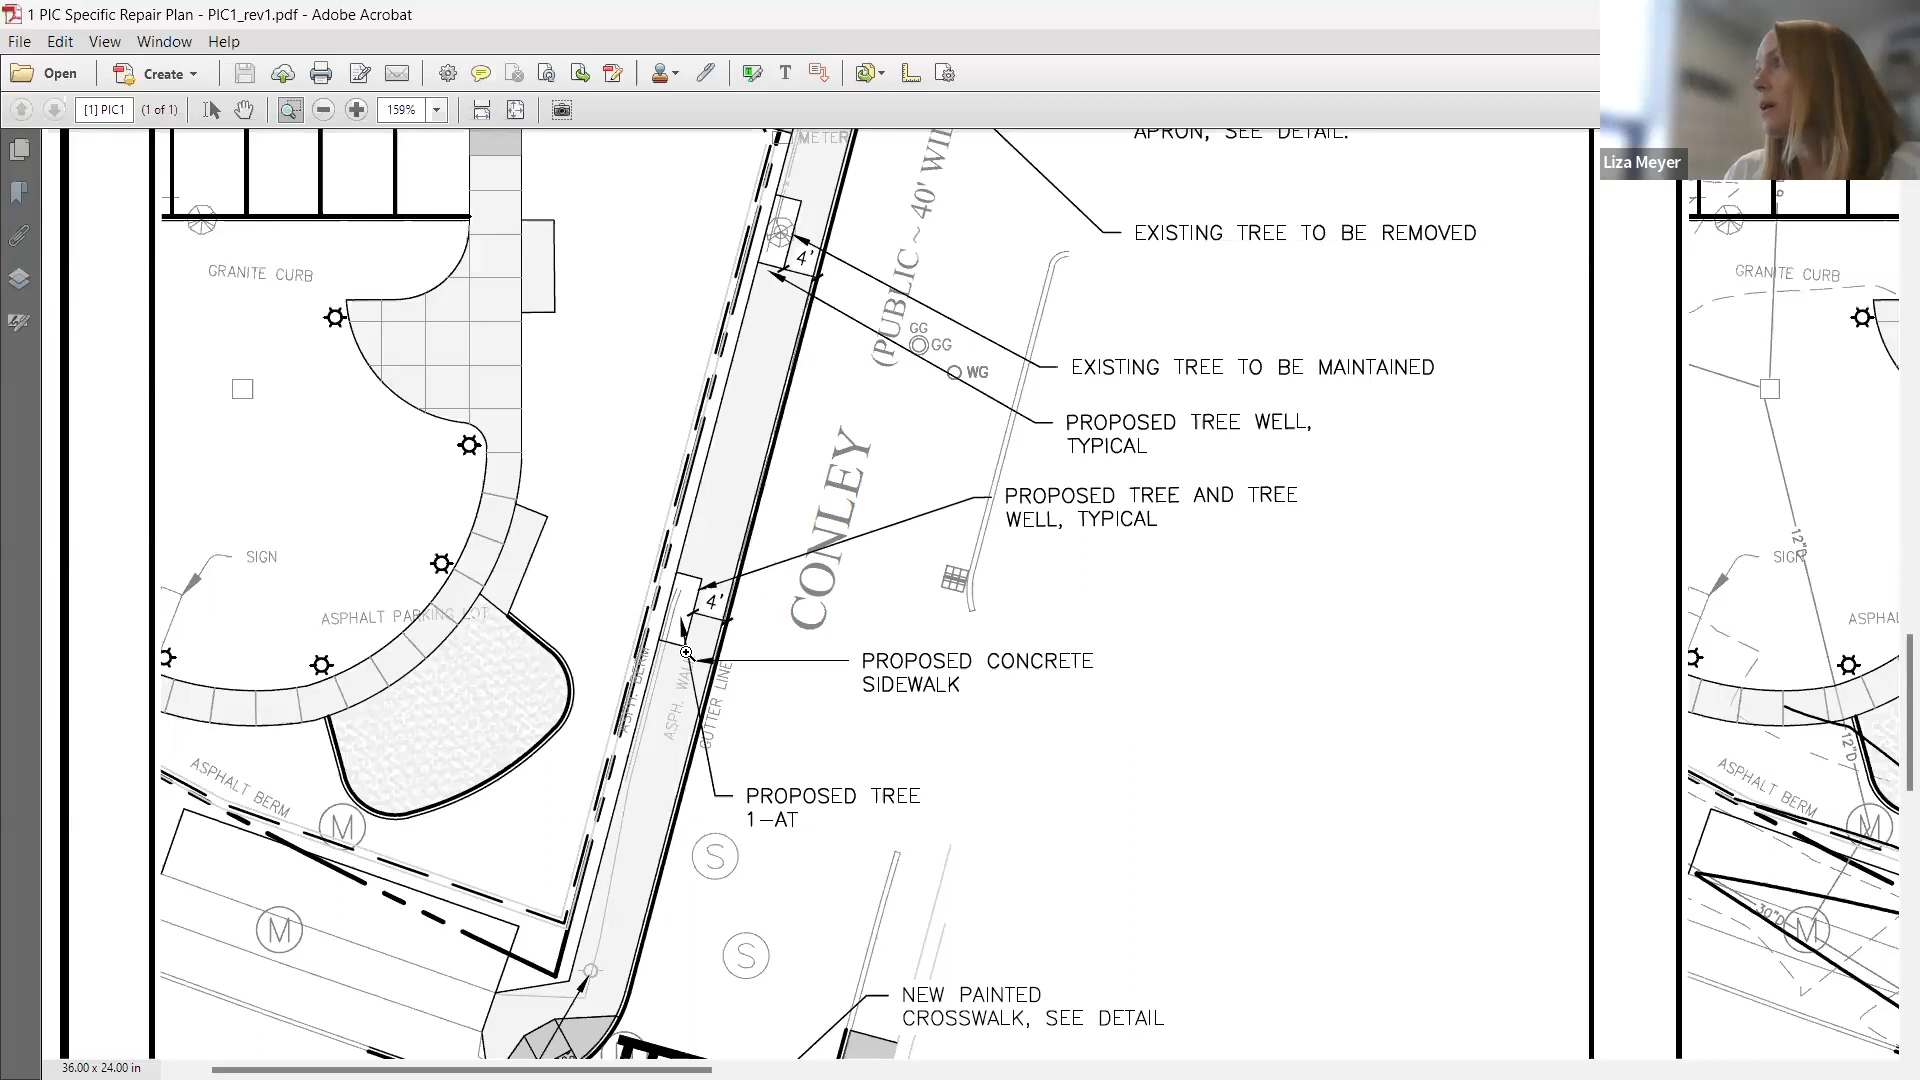 1 PIC Specific Repair Plan - PIC1_rev1.pdf - Adobe Acrobat
File Edit View Window Help
Open Create
[1] PIC1 (1 of 1) 159%
Liza Meyer
METER
APRON, SEE DETAIL.
(PUBLIC ~ 40'
EXISTING TREE TO BE REMOVED
4'
GRANITE CURB
GRANITE CURB
GG
GG
WG
EXISTING TREE TO BE MAINTAINED
PROPOSED TREE WELL,
TYPICAL
CONLEY
PROPOSED TREE AND TREE
WELL, TYPICAL
SIGN
SIGN
12"
4'
ASPHALT PARKING LOT
PROPOSED CONCRETE
SIDEWALK
ASPH. BERM
GUTTER LINE
12"D
ASPHALT BERM
ASPHALT BERM
PROPOSED TREE
1-AT
M
M
S
M
M
S
30"D
NEW PAINTED
CROSSWALK, SEE DETAIL
36.00 x 24.00 in